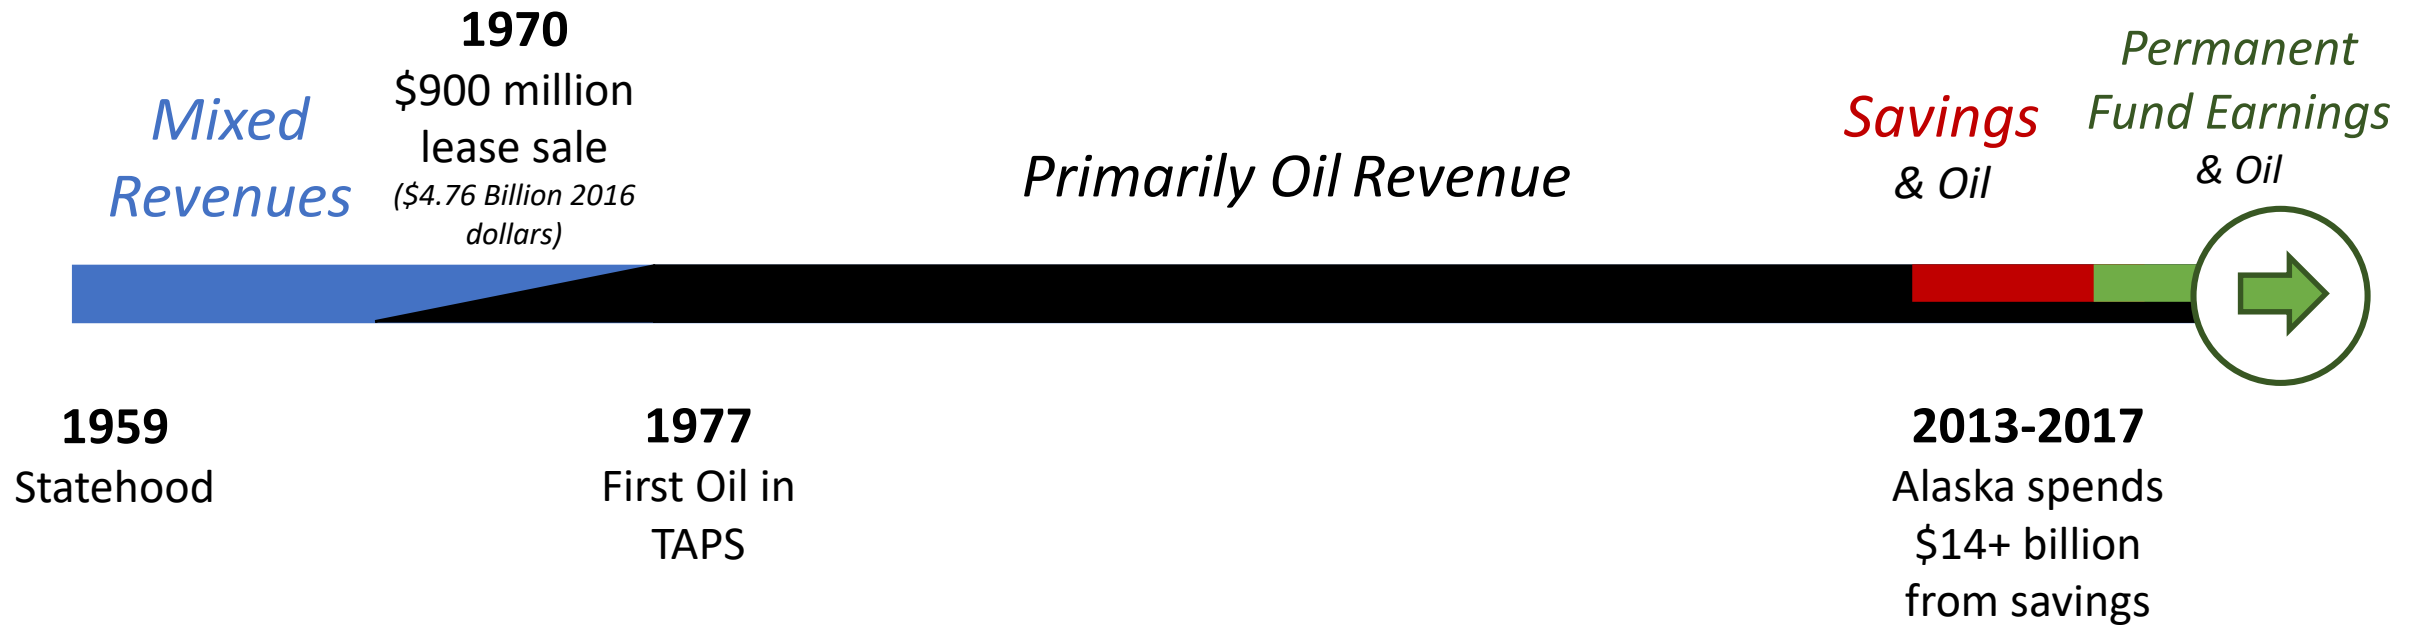 Mixed
Revenues
1970
$900 million
lease sale
($4.76 Billion 2016
dollars)
Primarily Oil Revenue
Savings
& Oil
Permanent
Fund Earnings
& Oil
1959
Statehood
1977
First Oil in
TAPS
2013-2017
Alaska spends
$14+ billion
from savings